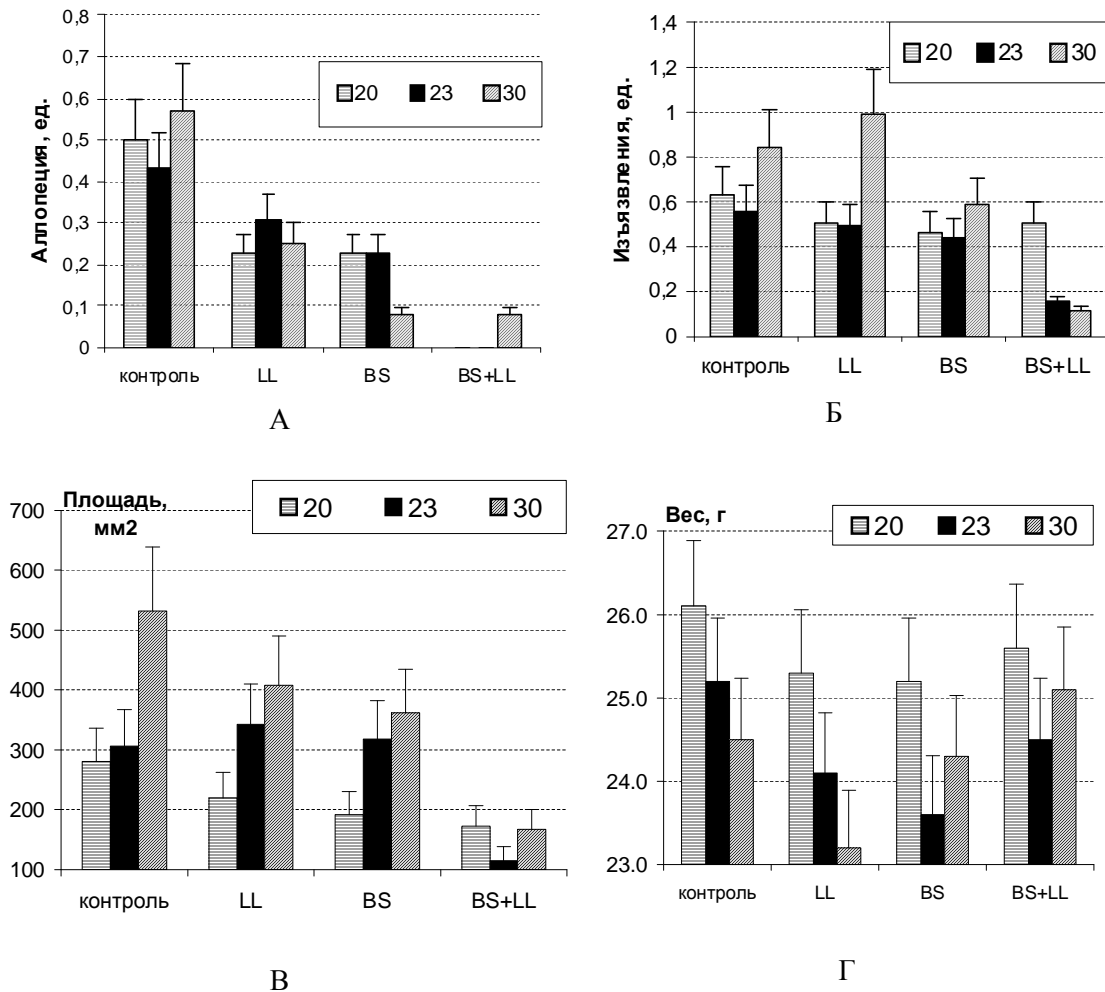 0,8
0,7
0,6
0,5
0,4
0,3
0,2
0,1
0
Аллопеция, ед.
20 23 30
контроль LL BS BS+LL
А
1,4
1,2
1
0,8
0,6
0,4
0,2
0
Изъязвления, ед.
20 23 30
контроль LL BS BS+LL
Б
700
600
500
400
300
200
100
Площадь,
мм2
20 23 30
контроль LL BS BS+LL
В
27.0
26.0
25.0
24.0
23.0
Вес, г
20 23 30
контроль LL BS BS+LL
Г